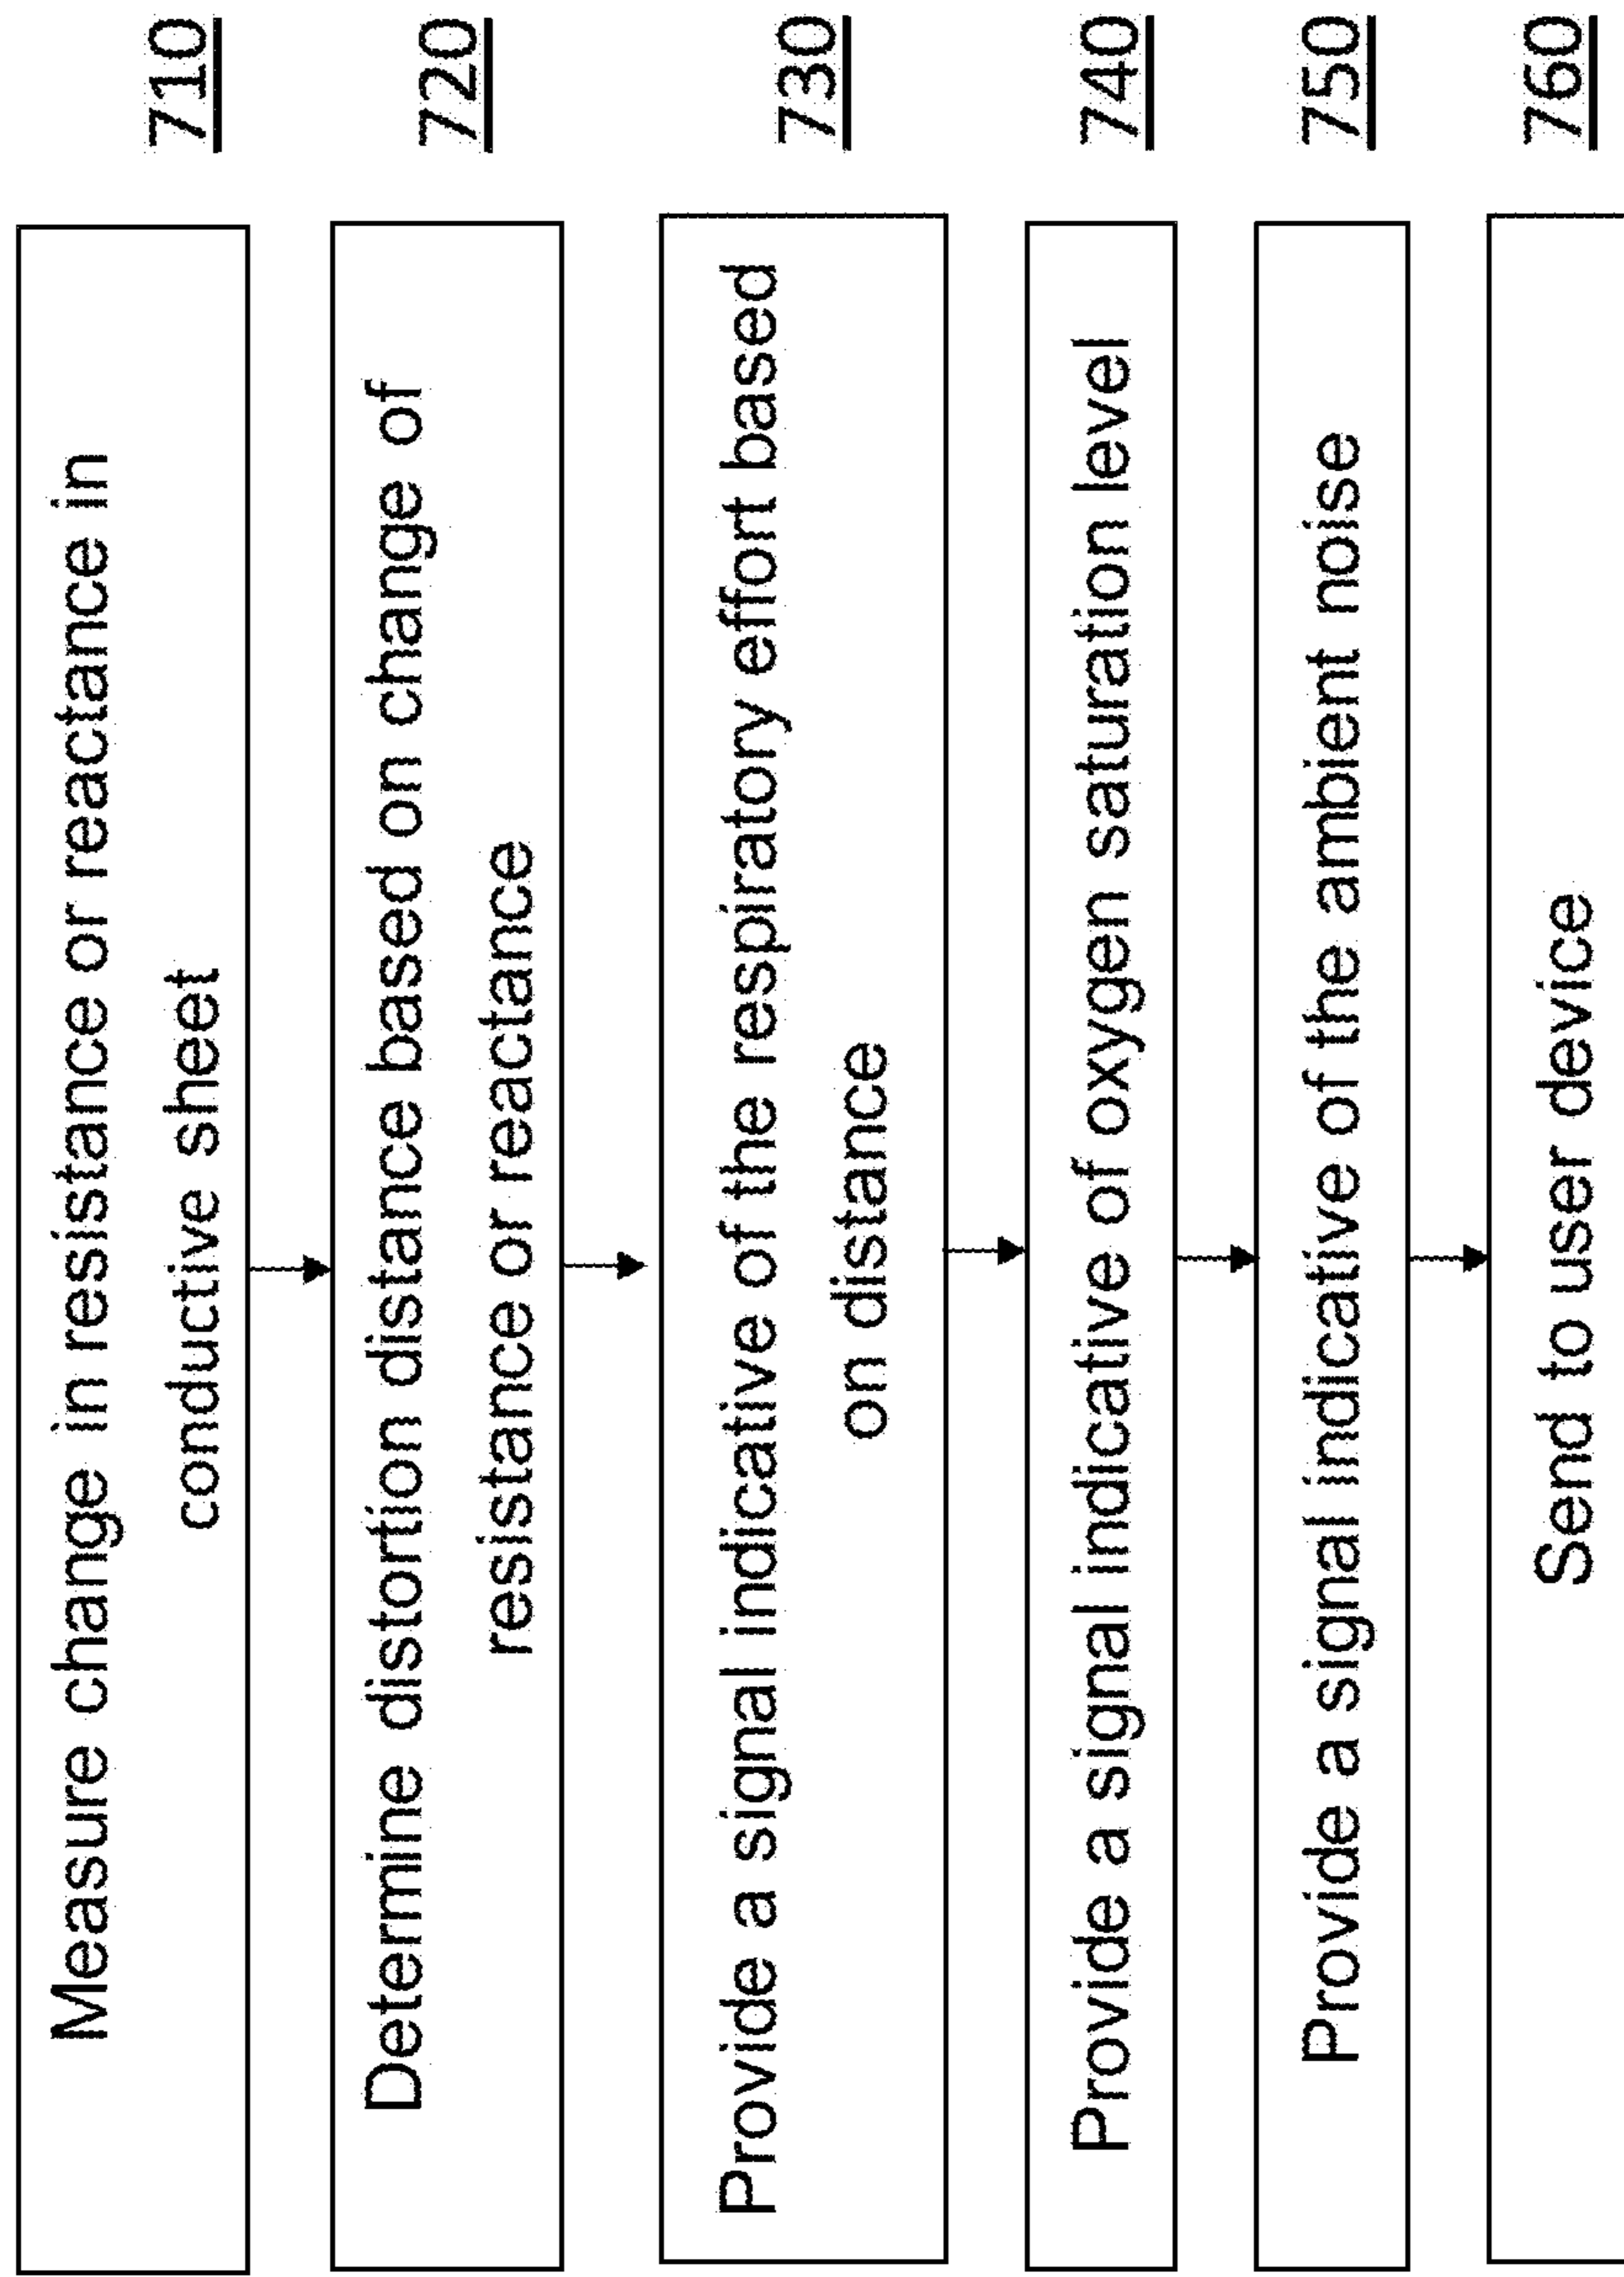 Measure change in resistance or reactance in
conductive sheet
710
Determine distortion distance based on change of
resistance or reactance
720
Provide a signal indicative of the respiratory effort based
on distance
730
Provide a signal indicative of oxygen saturation level
740
Provide a signal indicative of the ambient noise
750
Send to user device
760